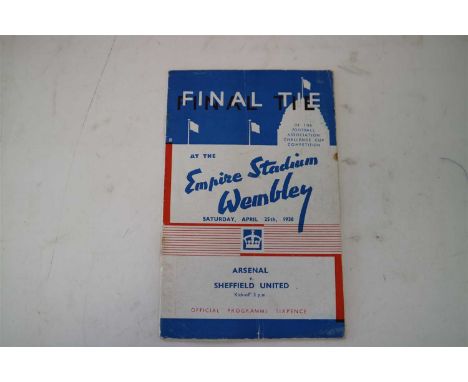 FINAL TIE
OF THE
FOOTBALL
ASSOCIATION
CHALLENGE CUP
COMPETITION
AT THE
Empire Stadium
Wembley
SATURDAY, APRIL 25th, 1936
ARSENAL
v.
SHEFFIELD UNITED
Kick-off 3 p.m.
OFFICIAL PROGRAMME SIXPENCE